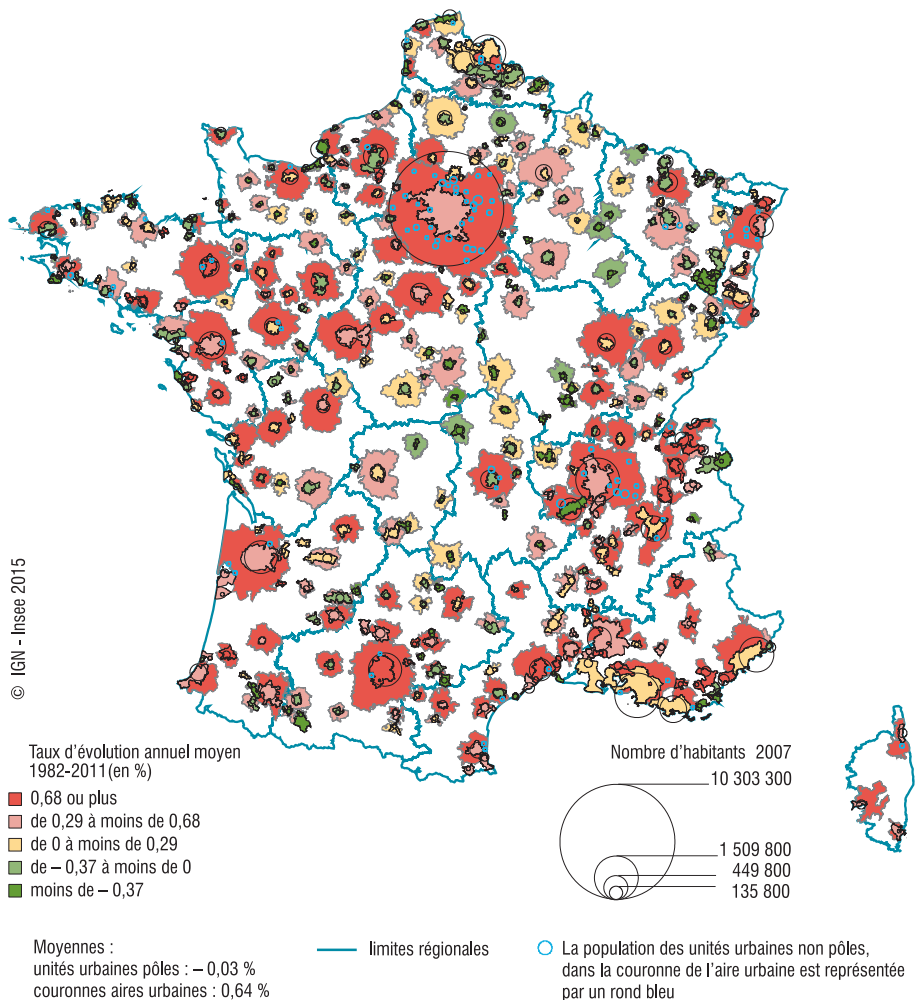 © IGN - Insee 2015
Taux d'évolution annuel moyen
1982-2011(en %)
0,68 ou plus
de 0,29 à moins de 0,68
de 0 à moins de 0,29
de – 0,37 à moins de 0
moins de – 0,37
Nombre d'habitants 2007
10 303 300
1 509 800
449 800
135 800
Moyennes :
unités urbaines pôles : – 0,03 %
couronnes aires urbaines : 0,64 %
limites régionales
La population des unités urbaines non pôles,
dans la couronne de l'aire urbaine est représentée
par un rond bleu